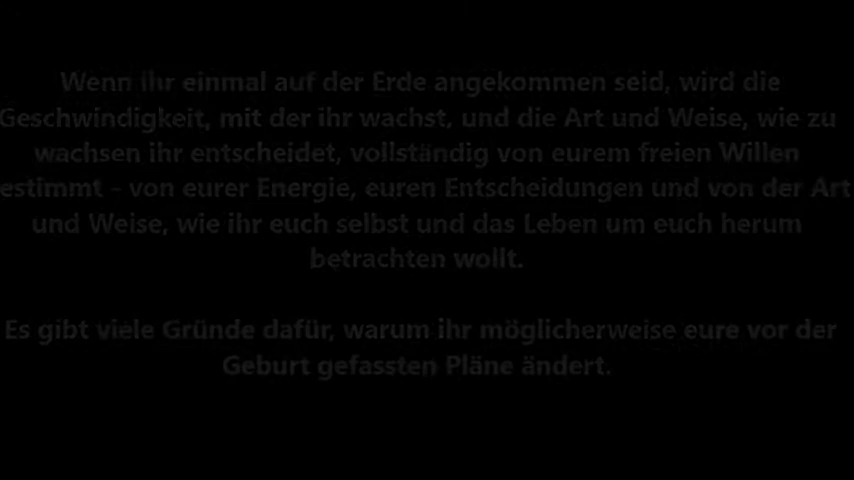 Wenn ihr einmal auf der Erde angekommen seid, wird die
Geschwindigkeit, mit der ihr wachst, und die Art und Weise, wie zu
wachsen ihr entscheidet, vollständig von eurem freien Willen
estimmt – von eurer Energie, euren Entscheidungen und von der Art
und Weise, wie ihr euch selbst und das Leben um euch herum
betrachten wollt.
Es gibt viele Gründe dafür, warum ihr möglicherweise eure vor der
Geburt gefassten Pläne ändert.